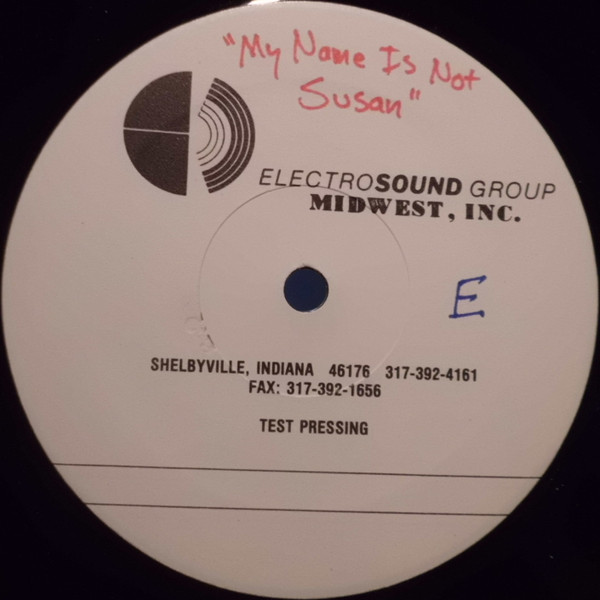 "My Name Is Not
Susan"
ELECTROSOUND GROUP
MIDWEST, INC.
E
SHELBYVILLE, INDIANA 46176 317-392-4161
FAX: 317-392-1656
TEST PRESSING